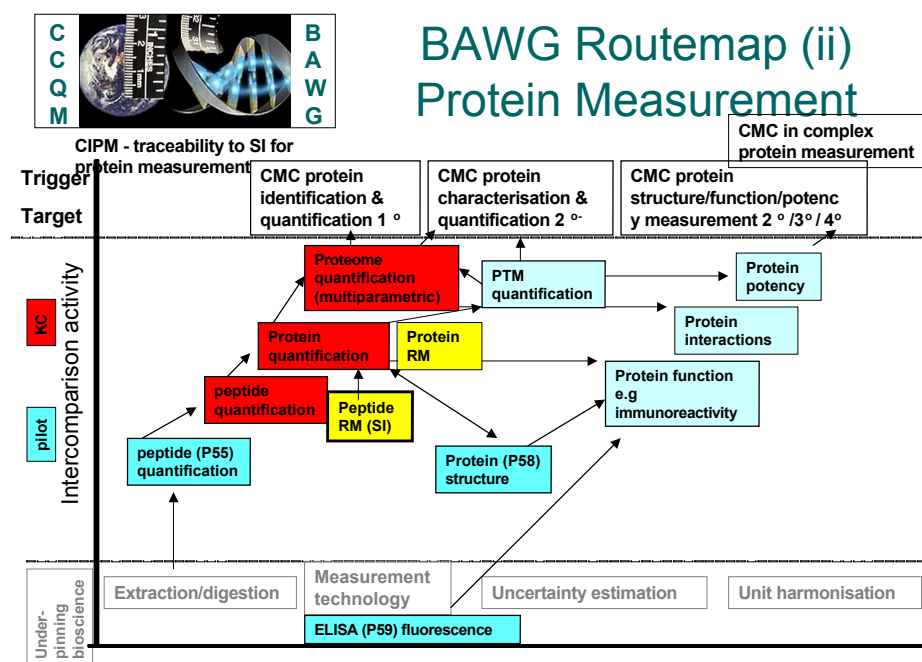 C
C
Q
M
B
A
W
G
INCHES
1mm
BAWG Routemap (ii)
Protein Measurement
CIPM - traceability to SI for
protein measurement
CMC in complex
protein measurement
Trigger
Target
CMC protein
identification &
quantification 1 º
CMC protein
characterisation &
quantification 2 º-
CMC protein
structure/function/potenc
y measurement 2 º /3º / 4º
Intercomparison activity
KC
pilot
Proteome
quantification
(multiparametric)
PTM
quantification
Protein
potency
Protein
interactions
Protein
quantification
Protein
RM
Protein function
e.g
immunoreactivity
peptide
quantification
Peptide
RM (SI)
peptide (P55)
quantification
Protein (P58)
structure
Under-
pinning
bioscience
Extraction/digestion
Measurement
technology
Uncertainty estimation
Unit harmonisation
ELISA (P59) fluorescence